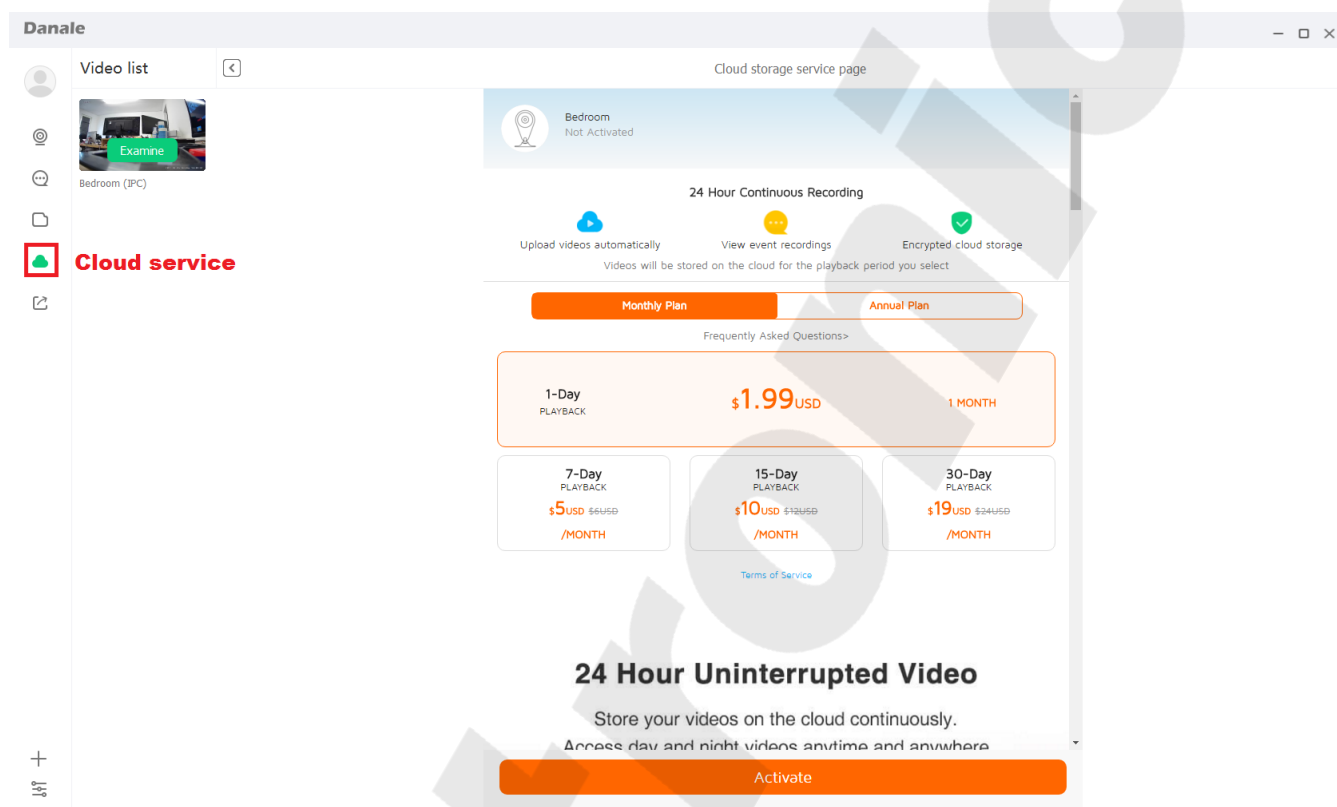 Danale
Video list
Cloud storage service page
Examine
Bedroom (IPC)
Cloud service
Bedroom
Not Activated
24 Hour Continuous Recording
Upload videos automatically
View event recordings
Encrypted cloud storage
Videos will be stored on the cloud for the playback period you select
Monthly Plan
Annual Plan
Frequently Asked Questions>
1-Day
PLAYBACK
$1.99USD
1 MONTH
7-Day
PLAYBACK
$5USD $6USD
/MONTH
15-Day
PLAYBACK
$10USD $12USD
/MONTH
30-Day
PLAYBACK
$19USD $24USD
/MONTH
Terms of Service
24 Hour Uninterrupted Video
Store your videos on the cloud continuously.
Access day and night videos anytime and anywhere
Activate